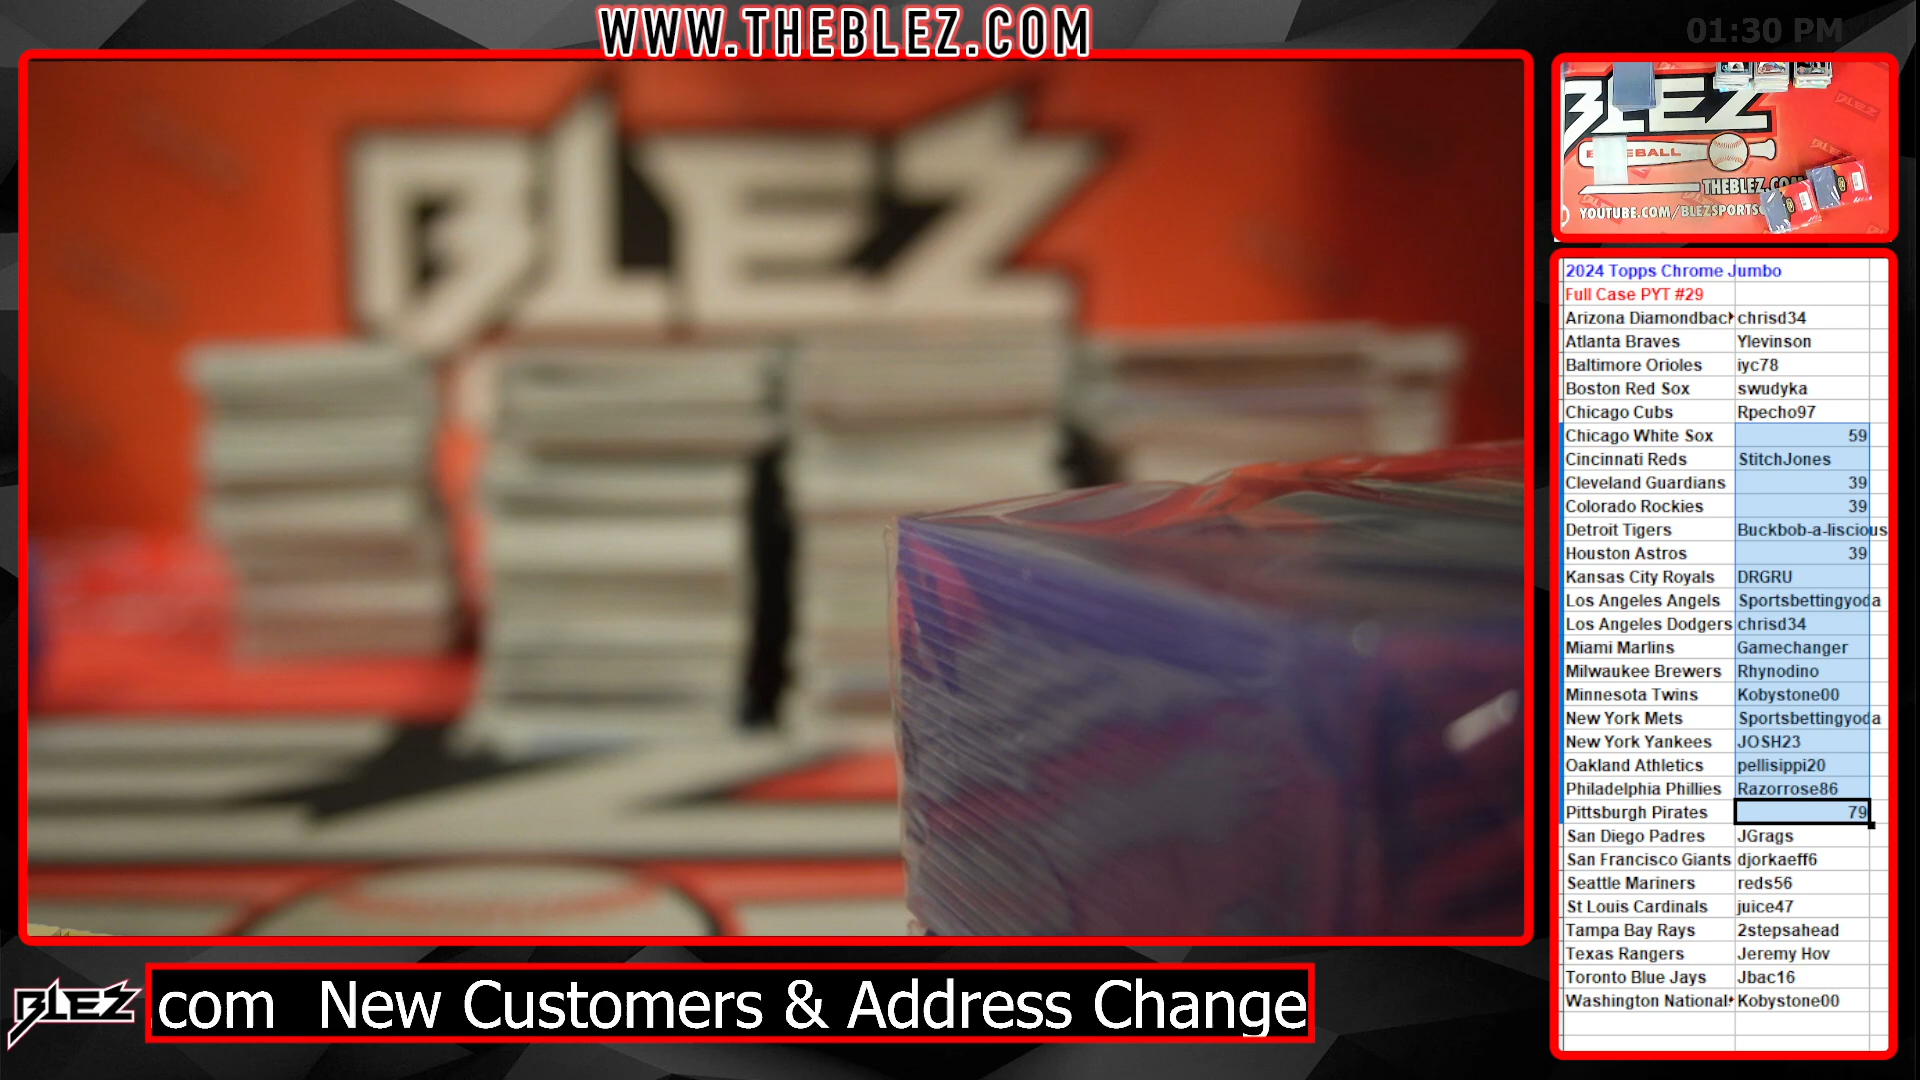 WWW.THEBLEZ.COM
01:30 PM
BLEZ
BLEZ
BASEBALL
THEBLEZ.COM
YOUTUBE.COM/BLEZSPORTS
2024 Topps Chrome Jumbo
Full Case PYT #29
Arizona Diamondbac chrisd34
Atlanta Braves Ylevinson
Baltimore Orioles iyc78
Boston Red Sox swudyka
Chicago Cubs Rpecho97
Chicago White Sox 59
Cincinnati Reds StitchJones
Cleveland Guardians 39
Colorado Rockies 39
Detroit Tigers Buckbob-a-liscious
Houston Astros 39
Kansas City Royals DRGRU
Los Angeles Angels Sportsbettingyoda
Los Angeles Dodgers chrisd34
Miami Marlins Gamechanger
Milwaukee Brewers Rhynodino
Minnesota Twins Kobystone00
New York Mets Sportsbettingyoda
New York Yankees JOSH23
Oakland Athletics pellisippi20
Philadelphia Phillies Razorrose86
Pittsburgh Pirates 79
San Diego Padres JGrags
San Francisco Giants djorkaeff6
Seattle Mariners reds56
St Louis Cardinals juice47
Tampa Bay Rays 2stepsahead
Texas Rangers Jeremy Hov
Toronto Blue Jays Jbac16
Washington National Kobystone00
BLEZ
.com New Customers & Address Change